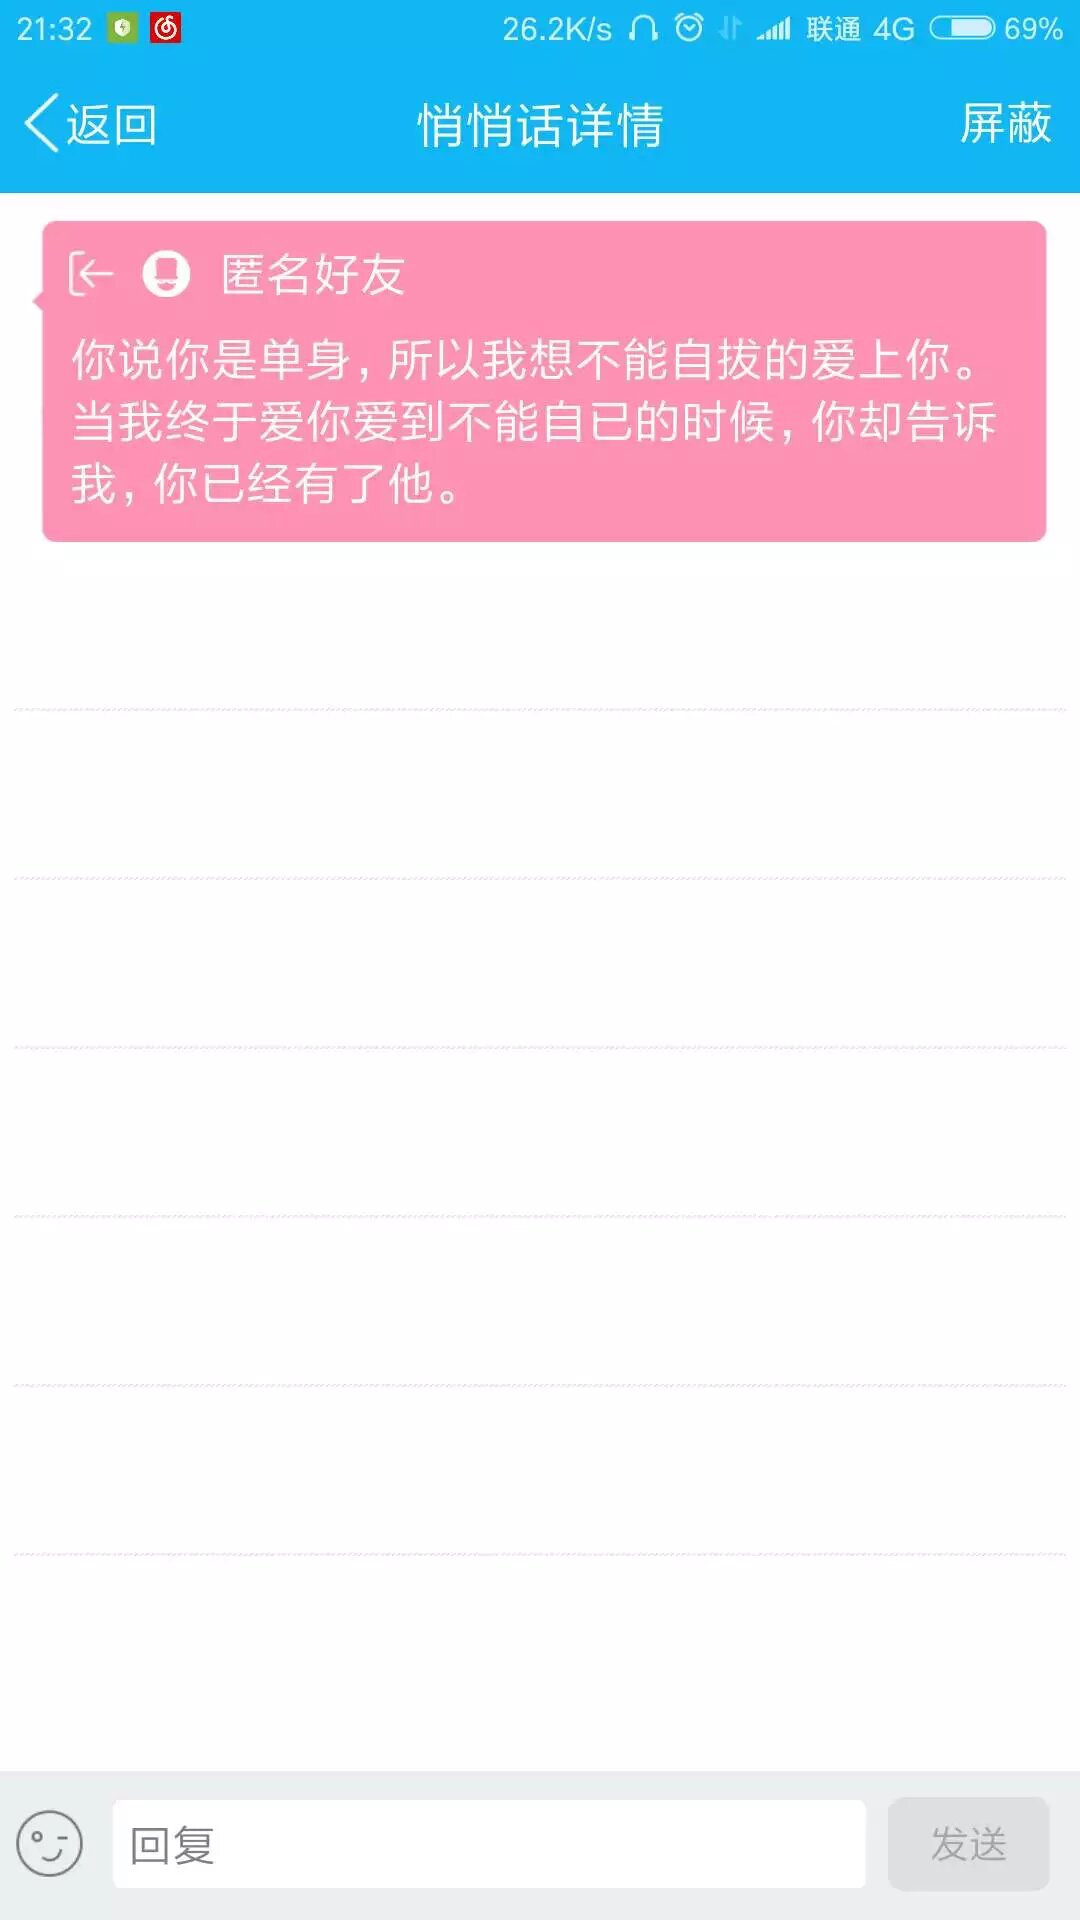 21:32 26.2K/s 联通 4G 69%
返回 悄悄话详情 屏蔽
匿名好友
你说你是单身，所以我想不能自拔的爱上你。
当我终于爱你爱到不能自已的时候，你却告诉
我，你已经有了他。
回复 发送